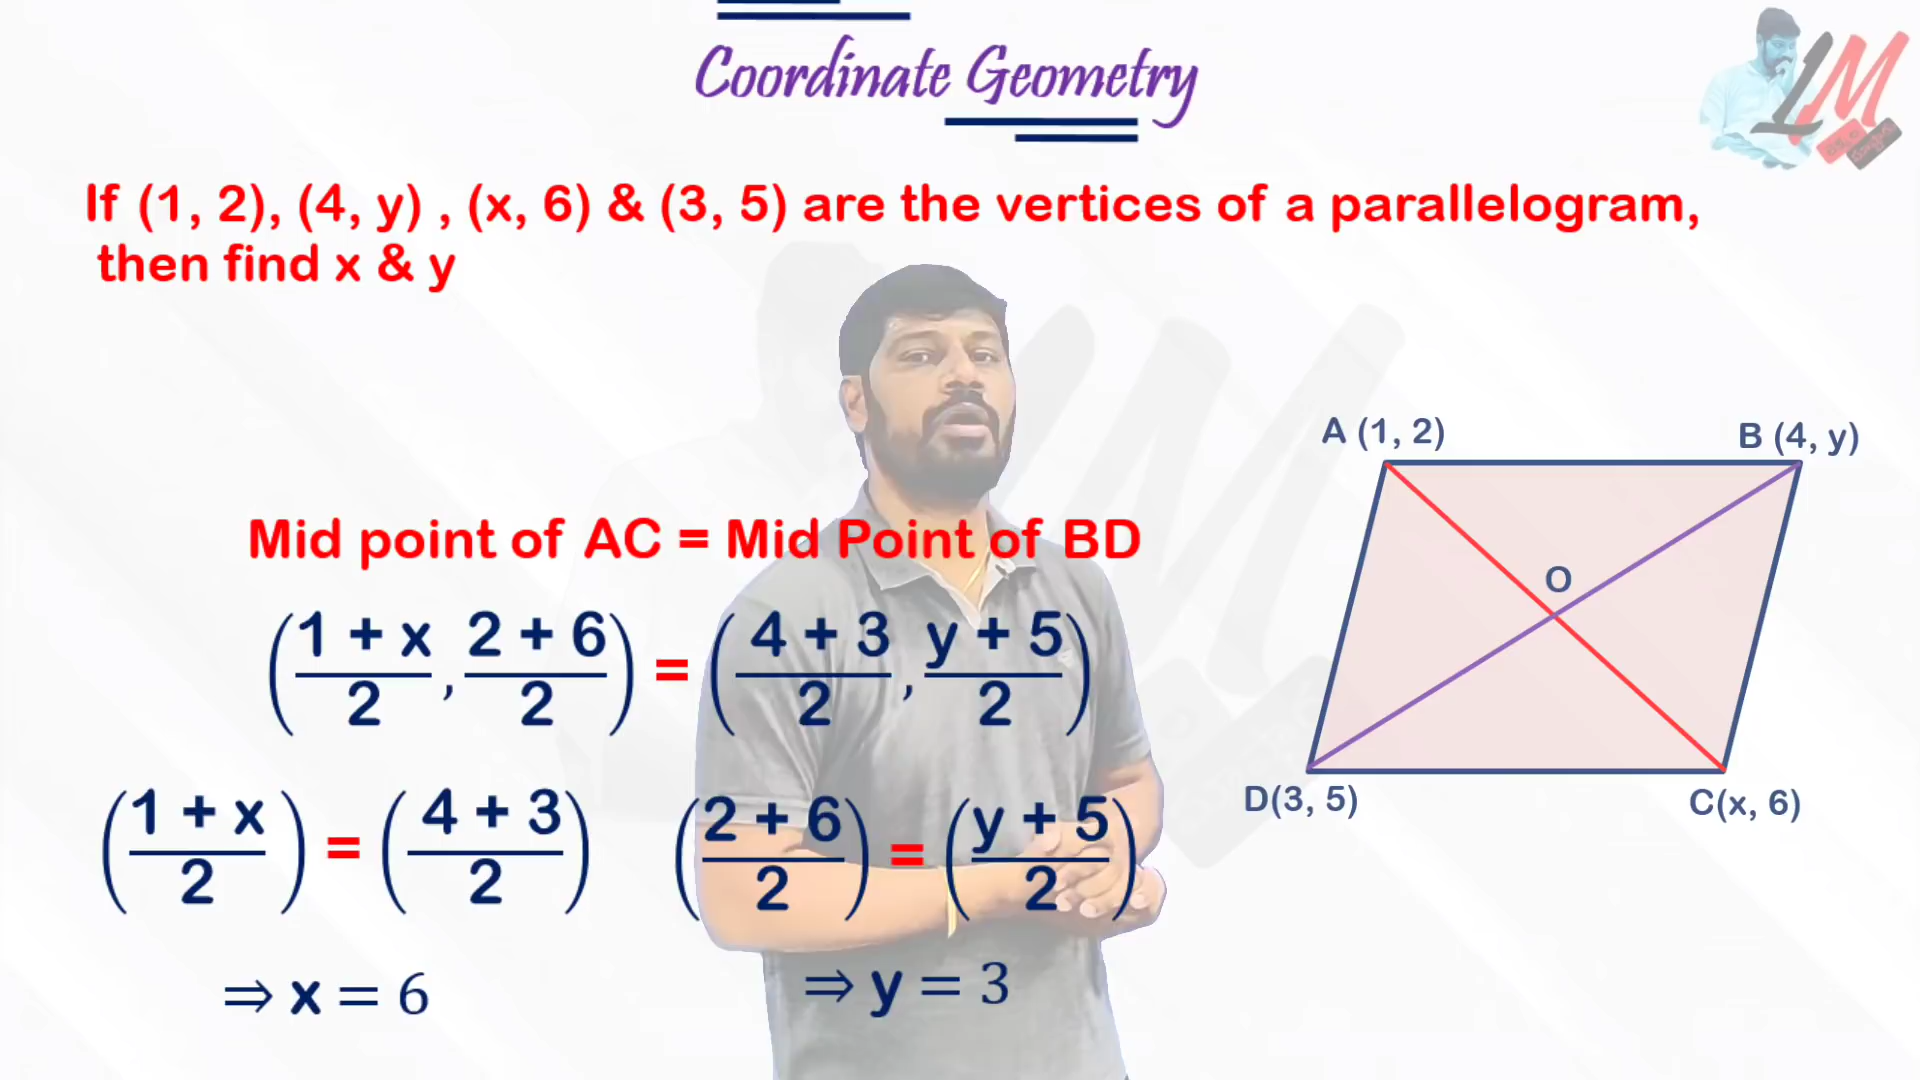 Coordinate Geometry
LM
If (1, 2), (4, y) , (x, 6) & (3, 5) are the vertices of a parallelogram,
then find x & y
A (1, 2)
B (4, y)
O
D(3, 5)
C(x, 6)
Mid point of AC = Mid Point of BD
((1 + x)/2 , (2 + 6)/2) = ((4 + 3)/2 , (y + 5)/2)
((1 + x)/2) = ((4 + 3)/2) ((2 + 6)/2) = ((y + 5)/2)
⇒ x = 6 ⇒ y = 3